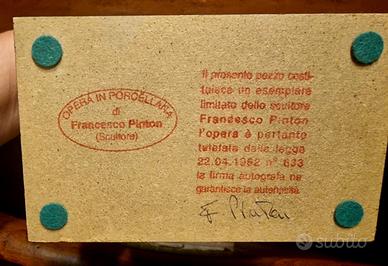 OPERA IN PORCELLANA
di
Francesco Pinton
(Scultore)
Il presente pezzo costi-
tuisce un esemplare
limitato dello scultore
Francesco Pinton
l'opera è pertanto
tutelata dalla legge
22.04.1982 n° 633
la firma autografa ne
garantisce la autenticità.
F. Pinton
subito